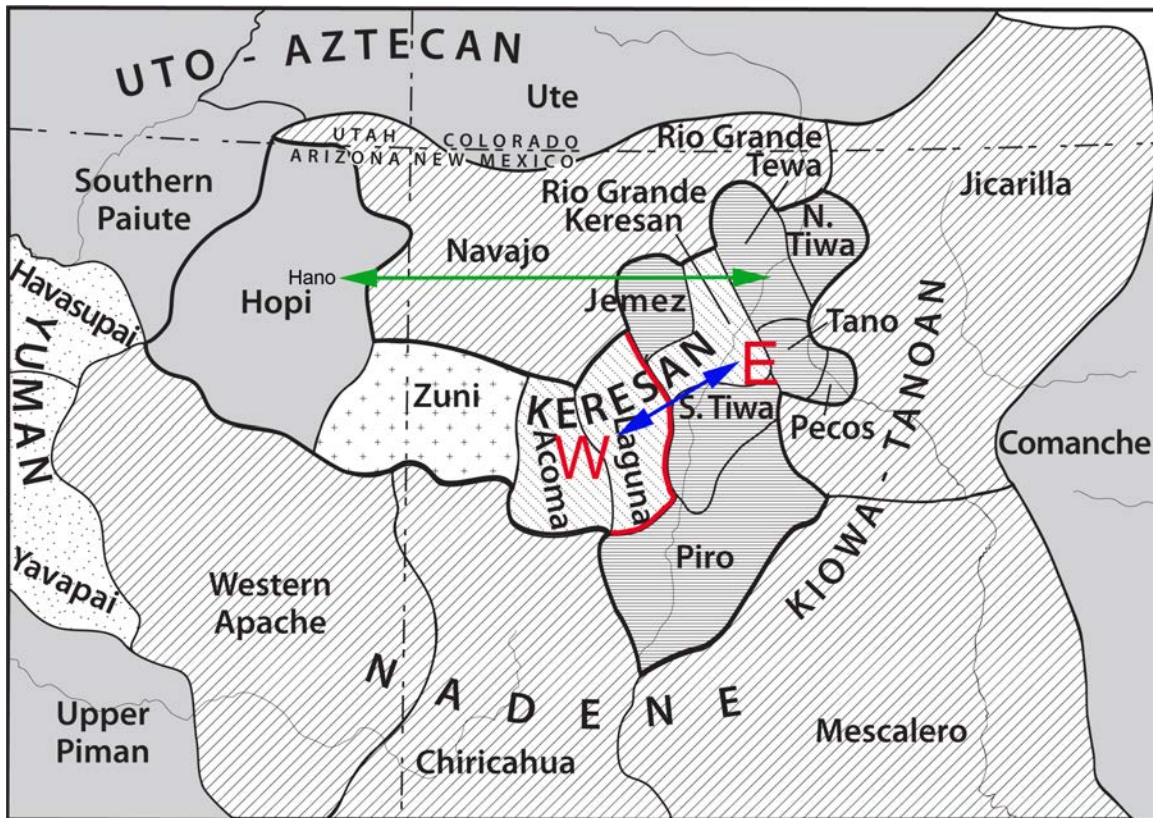 UTO - AZTECAN
Ute
UTAH COLORADO
ARIZONA NEW MEXICO
Southern
Paiute
Rio Grande
Tewa
Rio Grande
Keresan
N.
Tiwa
Jicarilla
Navajo
Hano
Hopi
Havasupai
YUMAN
Jemez
Tano
Zuni
KERESAN
E
W
Acoma
Laguna
S. Tiwa
Pecos
KIOWA - TANOAN
Comanche
Yavapai
Western
Apache
Piro
NADENE
Upper
Piman
Chiricahua
Mescalero